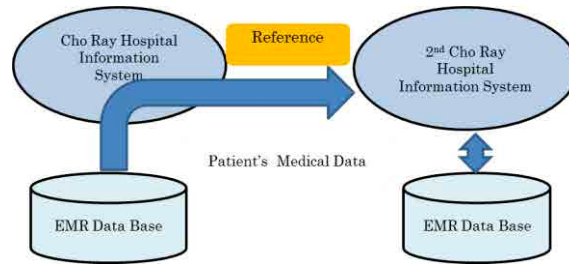 Cho Ray Hospital
Information
System
Reference
2nd Cho Ray
Hospital
Information System
Patient's Medical Data
EMR Data Base
EMR Data Base